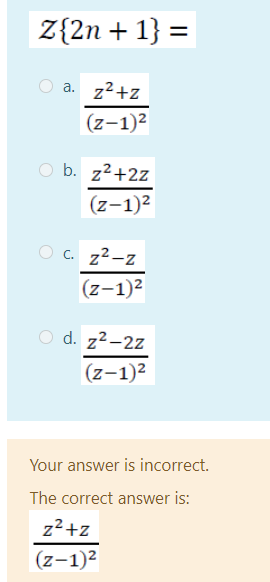 Z{2n + 1} =
a. z²+z
(z−1)²
b. z²+2z
(z−1)²
c. z²−z
(z−1)²
d. z²−2z
(z−1)²
Your answer is incorrect.
The correct answer is:
z²+z
(z−1)²